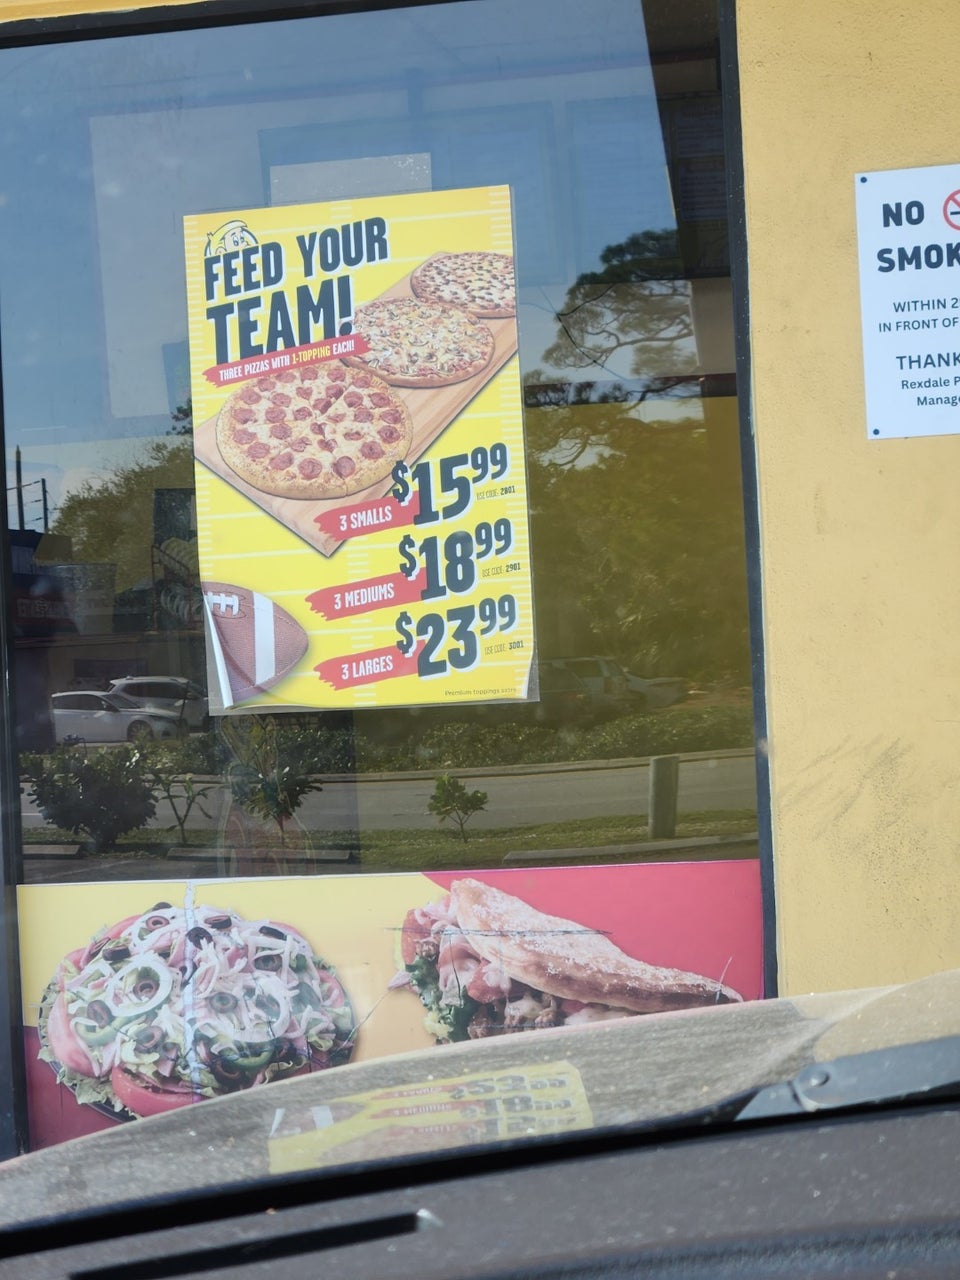 FEED YOUR
TEAM!
THREE PIZZAS WITH 1-TOPPING EACH!
$15.99
USE CODE: 2801
3 SMALLS
$18.99
USE CODE: 2901
3 MEDIUMS
$23.99
USE CODE: 3001
3 LARGES
Premium toppings extra
NO
SMOK
WITHIN 2
IN FRONT OF
THANK
Rexdale P
Manage